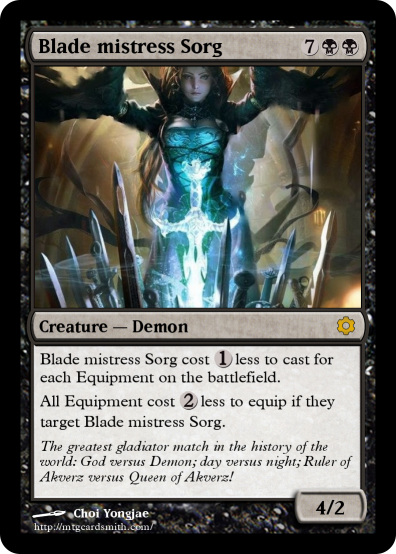 Blade mistress Sorg 7
Creature — Demon
Blade mistress Sorg cost 1 less to cast for
each Equipment on the battlefield.
All Equipment cost 2 less to equip if they
target Blade mistress Sorg.
The greatest gladiator match in the history of
the world: God versus Demon; day versus night; Ruler of
Akverz versus Queen of Akverz!
4/2
Choi Yongjae
http://mtgcardsmith.com/